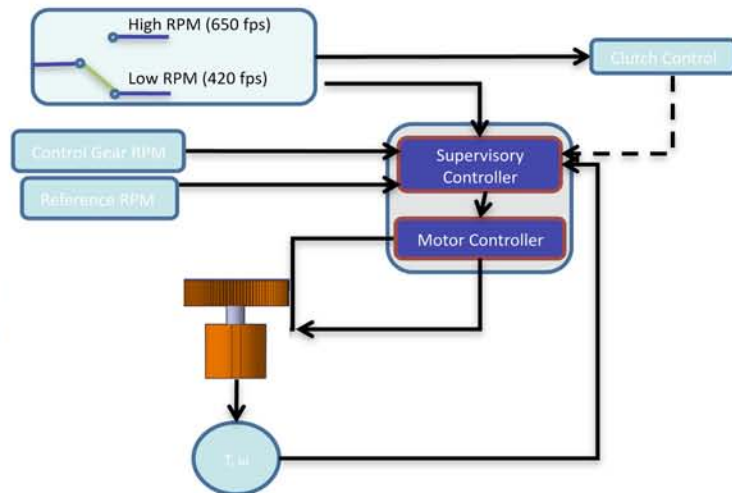 High RPM (650 fps)
Low RPM (420 fps)
Clutch Control
Control Gear RPM
Reference RPM
Supervisory
Controller
Motor Controller
T, ω